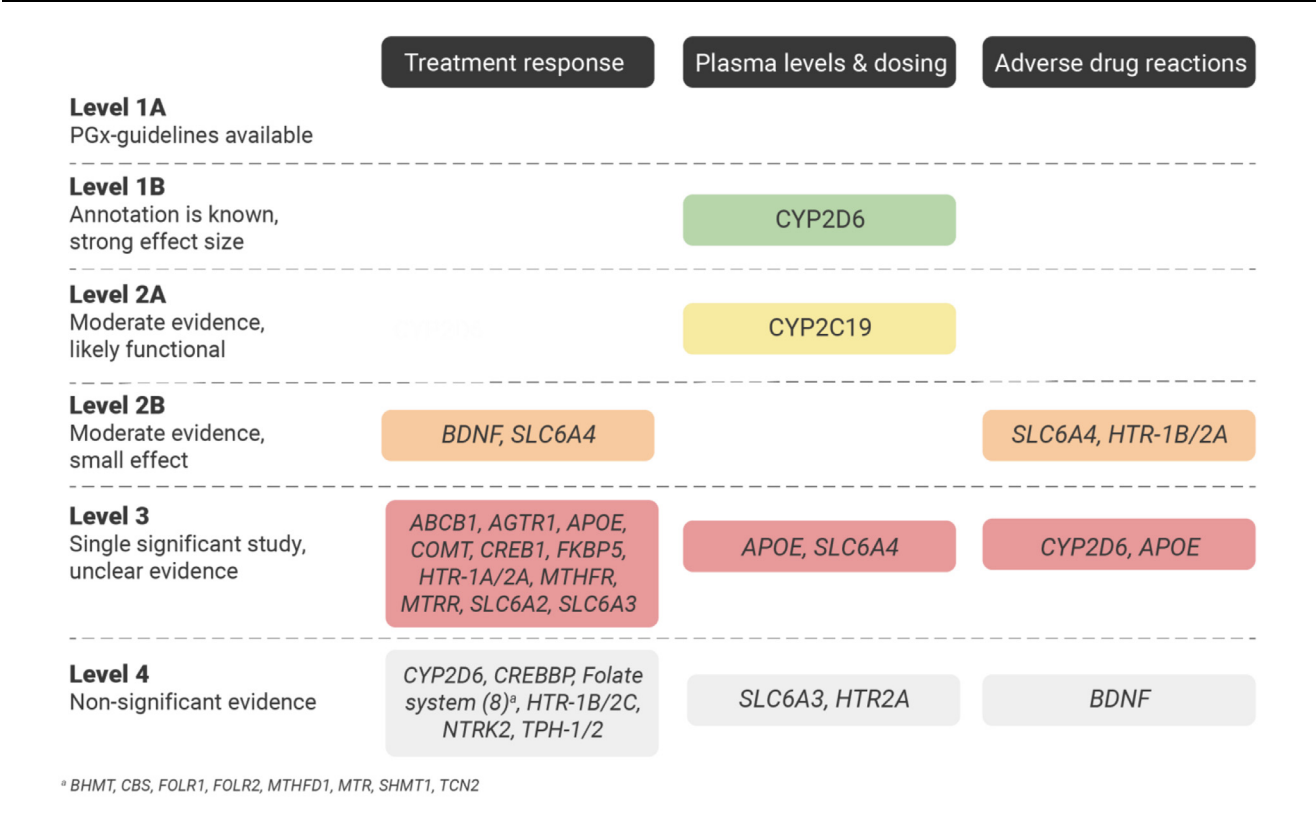 Treatment response
Plasma levels & dosing
Adverse drug reactions
Level 1A
PGx-guidelines available
Level 1B
Annotation is known,
strong effect size
CYP2D6
Level 2A
Moderate evidence,
likely functional
CYP2C19
Level 2B
Moderate evidence,
small effect
BDNF, SLC6A4
SLC6A4, HTR-1B/2A
Level 3
Single significant study,
unclear evidence
ABCB1, AGTR1, APOE,
COMT, CREB1, FKBP5,
HTR-1A/2A, MTHFR,
MTRR, SLC6A2, SLC6A3
APOE, SLC6A4
CYP2D6, APOE
Level 4
Non-significant evidence
CYP2D6, CREBBP, Folate
system (8)ᵃ, HTR-1B/2C,
NTRK2, TPH-1/2
SLC6A3, HTR2A
BDNF
ᵃ BHMT, CBS, FOLR1, FOLR2, MTHFD1, MTR, SHMT1, TCN2